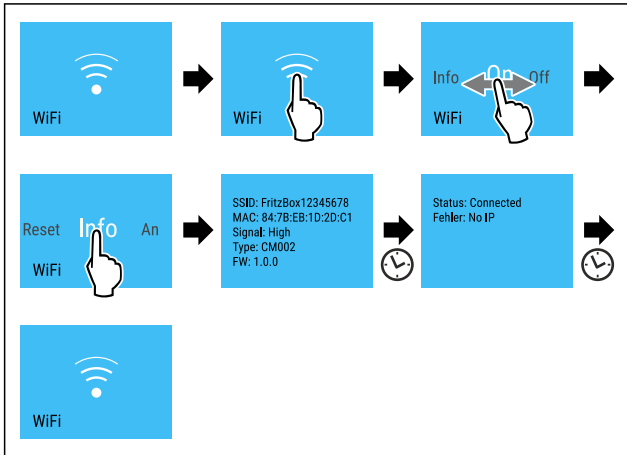 WiFi
WiFi
Info On Off
WiFi
Reset Info An
WiFi
SSID: FritzBox12345678
MAC: 84:7B:EB:1D:2D:C1
Signal: High
Type: CM002
FW: 1.0.0
Status: Connected
Fehler: No IP
WiFi